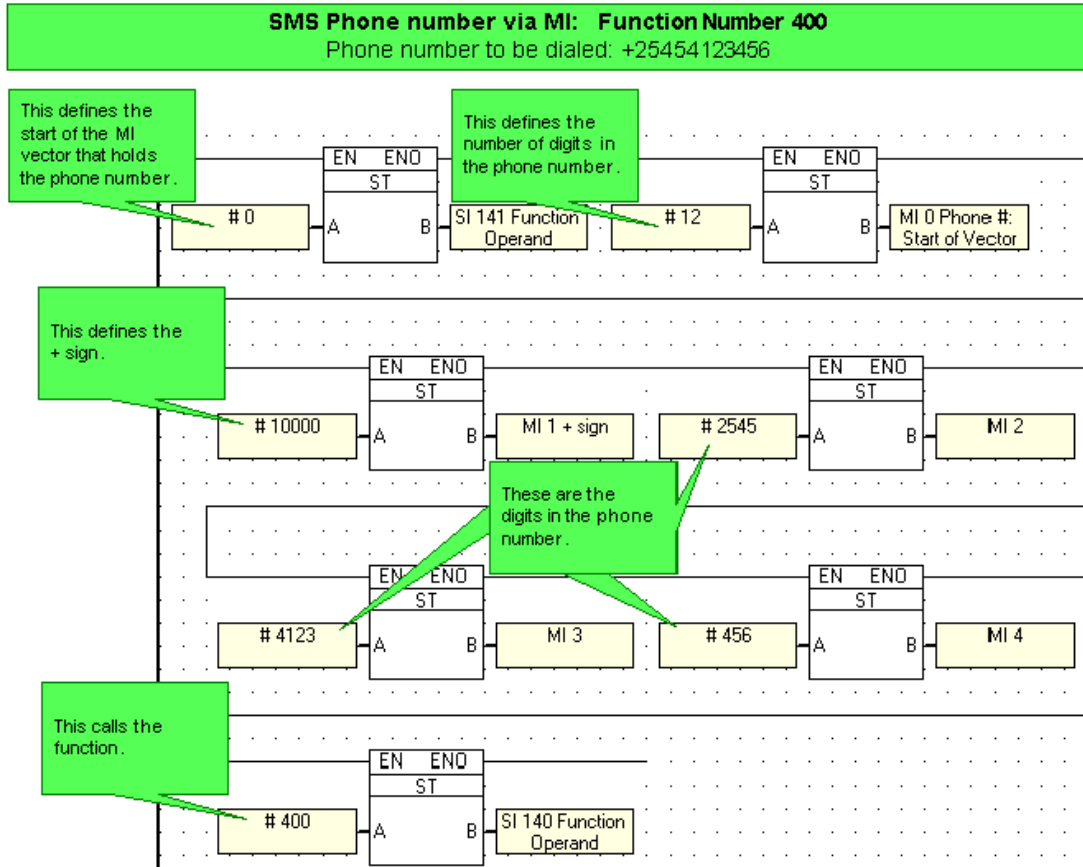 SMS Phone number via MI: Function Number 400
Phone number to be dialed: +25454123456
This defines the
start of the MI
vector that holds
the phone number.
This defines the
number of digits in
the phone number.
EN ENO
ST
# 0
A
B
SI 141 Function
Operand
EN ENO
ST
# 12
A
B
MI 0 Phone #:
Start of Vector
This defines the
+ sign.
EN ENO
ST
# 10000
A
B
MI 1 + sign
EN ENO
ST
# 2545
A
B
MI 2
These are the
digits in the phone
number.
EN ENO
ST
# 4123
A
B
MI 3
EN ENO
ST
# 456
A
B
MI 4
This calls the
function.
EN ENO
ST
# 400
A
B
SI 140 Function
Operand